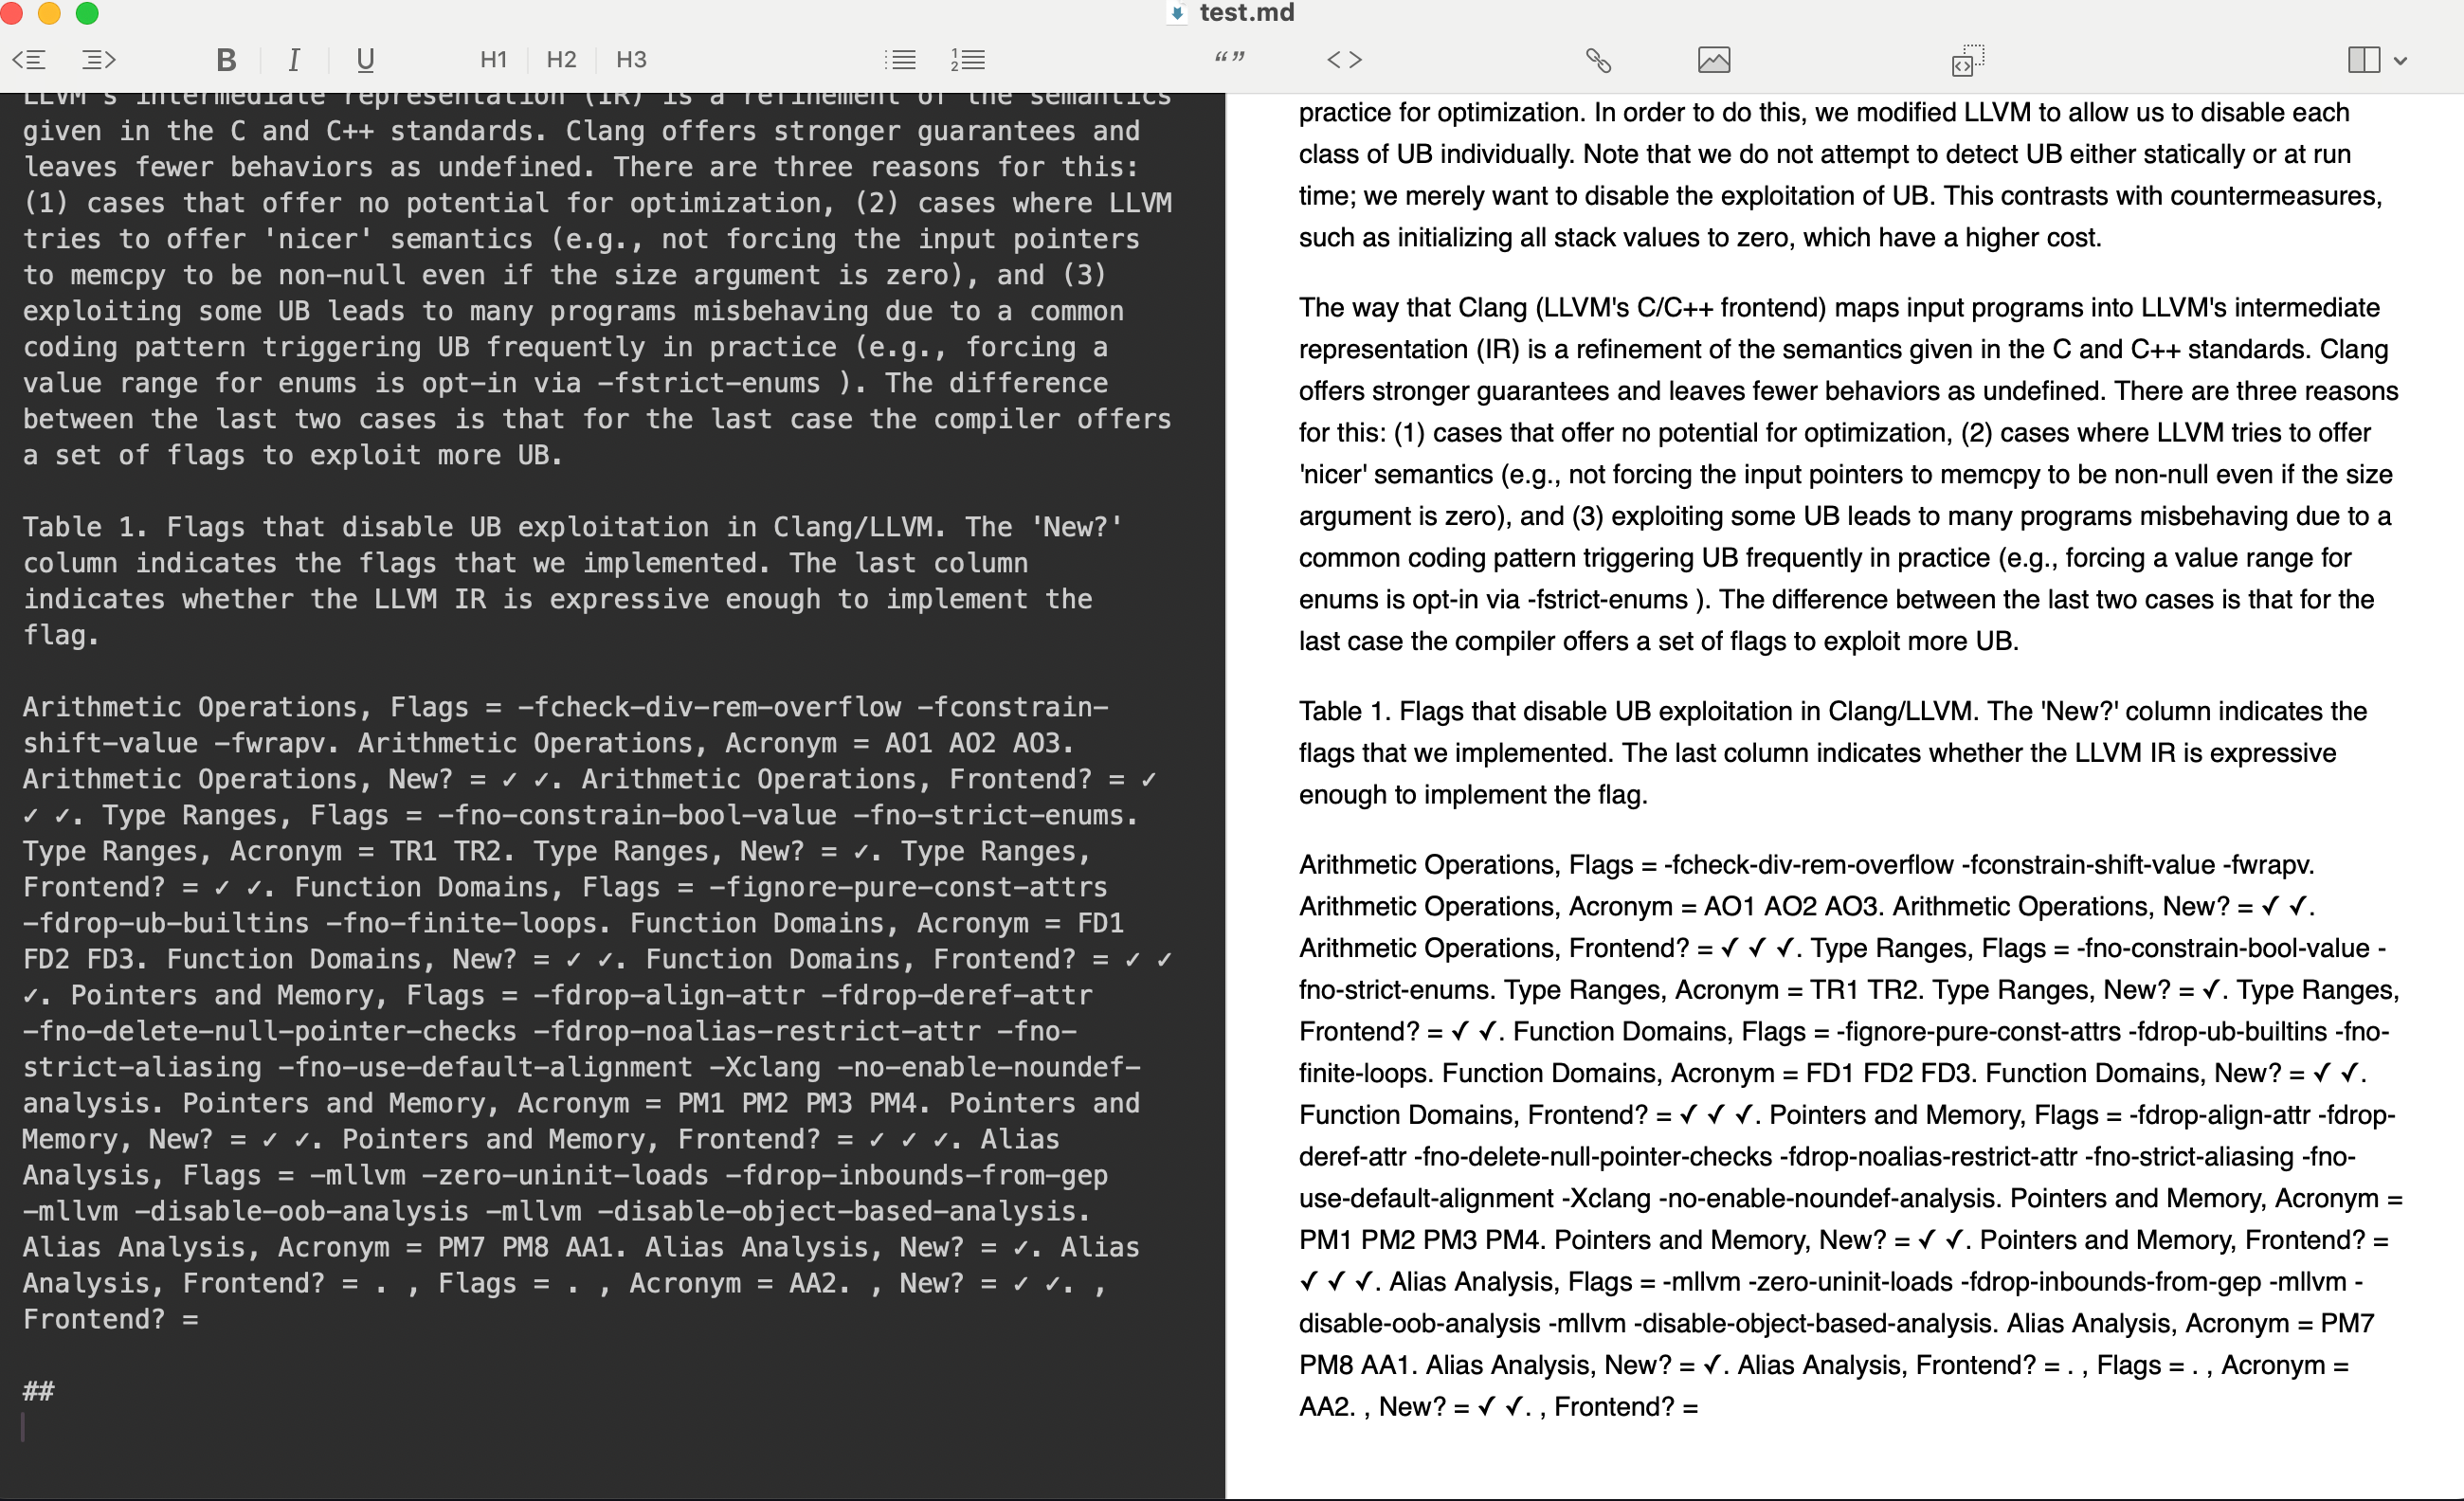 test.md
B I U H1 H2 H3 “ ” < >
LLVM's intermediate representation (IR) is a refinement of the semantics
given in the C and C++ standards. Clang offers stronger guarantees and
leaves fewer behaviors as undefined. There are three reasons for this:
(1) cases that offer no potential for optimization, (2) cases where LLVM
tries to offer 'nicer' semantics (e.g., not forcing the input pointers
to memcpy to be non-null even if the size argument is zero), and (3)
exploiting some UB leads to many programs misbehaving due to a common
coding pattern triggering UB frequently in practice (e.g., forcing a
value range for enums is opt-in via -fstrict-enums ). The difference
between the last two cases is that for the last case the compiler offers
a set of flags to exploit more UB.
Table 1. Flags that disable UB exploitation in Clang/LLVM. The 'New?'
column indicates the flags that we implemented. The last column
indicates whether the LLVM IR is expressive enough to implement the
flag.
Arithmetic Operations, Flags = -fcheck-div-rem-overflow -fconstrain-
shift-value -fwrapv. Arithmetic Operations, Acronym = AO1 AO2 AO3.
Arithmetic Operations, New? = ✓ ✓. Arithmetic Operations, Frontend? = ✓
✓ ✓. Type Ranges, Flags = -fno-constrain-bool-value -fno-strict-enums.
Type Ranges, Acronym = TR1 TR2. Type Ranges, New? = ✓. Type Ranges,
Frontend? = ✓ ✓. Function Domains, Flags = -fignore-pure-const-attrs
-fdrop-ub-builtins -fno-finite-loops. Function Domains, Acronym = FD1
FD2 FD3. Function Domains, New? = ✓ ✓. Function Domains, Frontend? = ✓ ✓
✓. Pointers and Memory, Flags = -fdrop-align-attr -fdrop-deref-attr
-fno-delete-null-pointer-checks -fdrop-noalias-restrict-attr -fno-
strict-aliasing -fno-use-default-alignment -Xclang -no-enable-noundef-
analysis. Pointers and Memory, Acronym = PM1 PM2 PM3 PM4. Pointers and
Memory, New? = ✓ ✓. Pointers and Memory, Frontend? = ✓ ✓ ✓. Alias
Analysis, Flags = -mllvm -zero-uninit-loads -fdrop-inbounds-from-gep
-mllvm -disable-oob-analysis -mllvm -disable-object-based-analysis.
Alias Analysis, Acronym = PM7 PM8 AA1. Alias Analysis, New? = ✓. Alias
Analysis, Frontend? = . , Flags = . , Acronym = AA2. , New? = ✓ ✓. ,
Frontend? =
##
practice for optimization. In order to do this, we modified LLVM to allow us to disable each
class of UB individually. Note that we do not attempt to detect UB either statically or at run
time; we merely want to disable the exploitation of UB. This contrasts with countermeasures,
such as initializing all stack values to zero, which have a higher cost.
The way that Clang (LLVM's C/C++ frontend) maps input programs into LLVM's intermediate
representation (IR) is a refinement of the semantics given in the C and C++ standards. Clang
offers stronger guarantees and leaves fewer behaviors as undefined. There are three reasons
for this: (1) cases that offer no potential for optimization, (2) cases where LLVM tries to offer
'nicer' semantics (e.g., not forcing the input pointers to memcpy to be non-null even if the size
argument is zero), and (3) exploiting some UB leads to many programs misbehaving due to a
common coding pattern triggering UB frequently in practice (e.g., forcing a value range for
enums is opt-in via -fstrict-enums ). The difference between the last two cases is that for the
last case the compiler offers a set of flags to exploit more UB.
Table 1. Flags that disable UB exploitation in Clang/LLVM. The 'New?' column indicates the
flags that we implemented. The last column indicates whether the LLVM IR is expressive
enough to implement the flag.
Arithmetic Operations, Flags = -fcheck-div-rem-overflow -fconstrain-shift-value -fwrapv.
Arithmetic Operations, Acronym = AO1 AO2 AO3. Arithmetic Operations, New? = ✓ ✓.
Arithmetic Operations, Frontend? = ✓ ✓ ✓. Type Ranges, Flags = -fno-constrain-bool-value -
fno-strict-enums. Type Ranges, Acronym = TR1 TR2. Type Ranges, New? = ✓. Type Ranges,
Frontend? = ✓ ✓. Function Domains, Flags = -fignore-pure-const-attrs -fdrop-ub-builtins -fno-
finite-loops. Function Domains, Acronym = FD1 FD2 FD3. Function Domains, New? = ✓ ✓.
Function Domains, Frontend? = ✓ ✓ ✓. Pointers and Memory, Flags = -fdrop-align-attr -fdrop-
deref-attr -fno-delete-null-pointer-checks -fdrop-noalias-restrict-attr -fno-strict-aliasing -fno-
use-default-alignment -Xclang -no-enable-noundef-analysis. Pointers and Memory, Acronym =
PM1 PM2 PM3 PM4. Pointers and Memory, New? = ✓ ✓. Pointers and Memory, Frontend? =
✓ ✓ ✓. Alias Analysis, Flags = -mllvm -zero-uninit-loads -fdrop-inbounds-from-gep -mllvm -
disable-oob-analysis -mllvm -disable-object-based-analysis. Alias Analysis, Acronym = PM7
PM8 AA1. Alias Analysis, New? = ✓. Alias Analysis, Frontend? = . , Flags = . , Acronym =
AA2. , New? = ✓ ✓. , Frontend? =